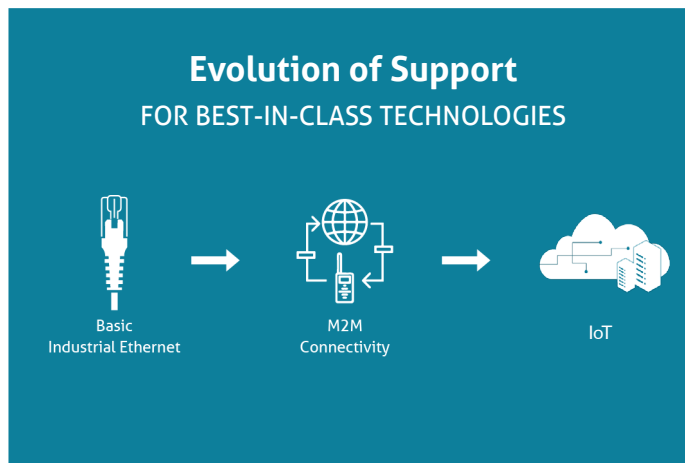 Evolution of Support
FOR BEST-IN-CLASS TECHNOLOGIES
Basic
Industrial Ethernet
M2M
Connectivity
IoT